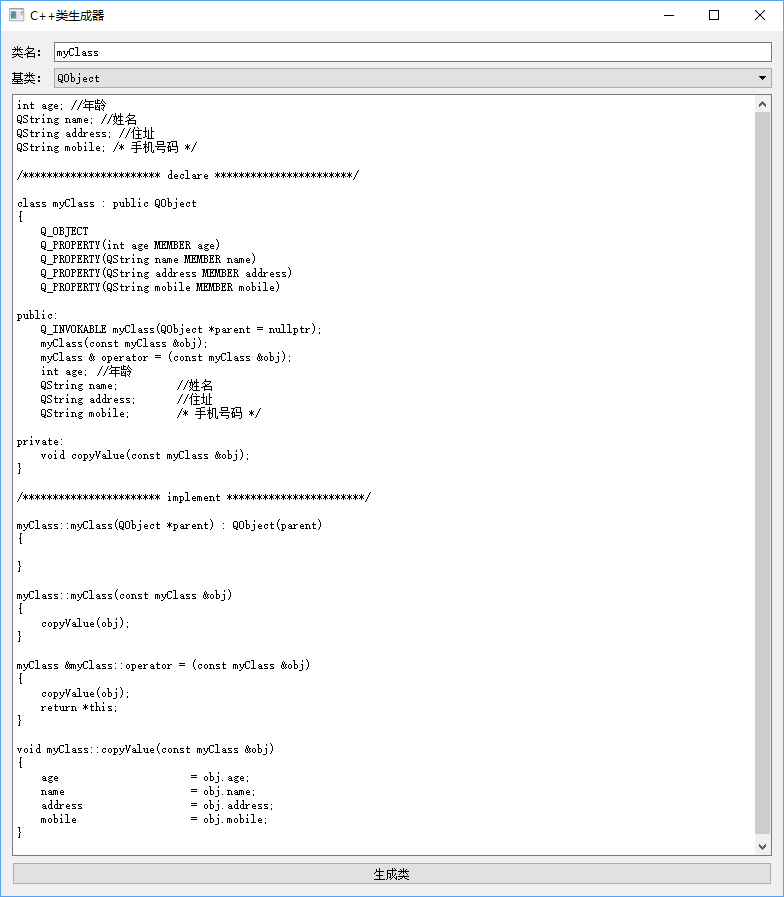 C++类生成器
类名: myClass
基类: QObject
int age; //年龄
QString name; //姓名
QString address; //住址
QString mobile; /* 手机号码 */
/*********************** declare ***********************/
class myClass : public QObject
{
    Q_OBJECT
    Q_PROPERTY(int age MEMBER age)
    Q_PROPERTY(QString name MEMBER name)
    Q_PROPERTY(QString address MEMBER address)
    Q_PROPERTY(QString mobile MEMBER mobile)
public:
    Q_INVOKABLE myClass(QObject *parent = nullptr);
    myClass(const myClass &obj);
    myClass & operator = (const myClass &obj);
    int age; //年龄
    QString name;          //姓名
    QString address;       //住址
    QString mobile;        /* 手机号码 */
private:
    void copyValue(const myClass &obj);
}
/*********************** implement ***********************/
myClass::myClass(QObject *parent) : QObject(parent)
{
}
myClass::myClass(const myClass &obj)
{
    copyValue(obj);
}
myClass &myClass::operator = (const myClass &obj)
{
    copyValue(obj);
    return *this;
}
void myClass::copyValue(const myClass &obj)
{
    age                      = obj.age;
    name                     = obj.name;
    address                  = obj.address;
    mobile                   = obj.mobile;
}
生成类